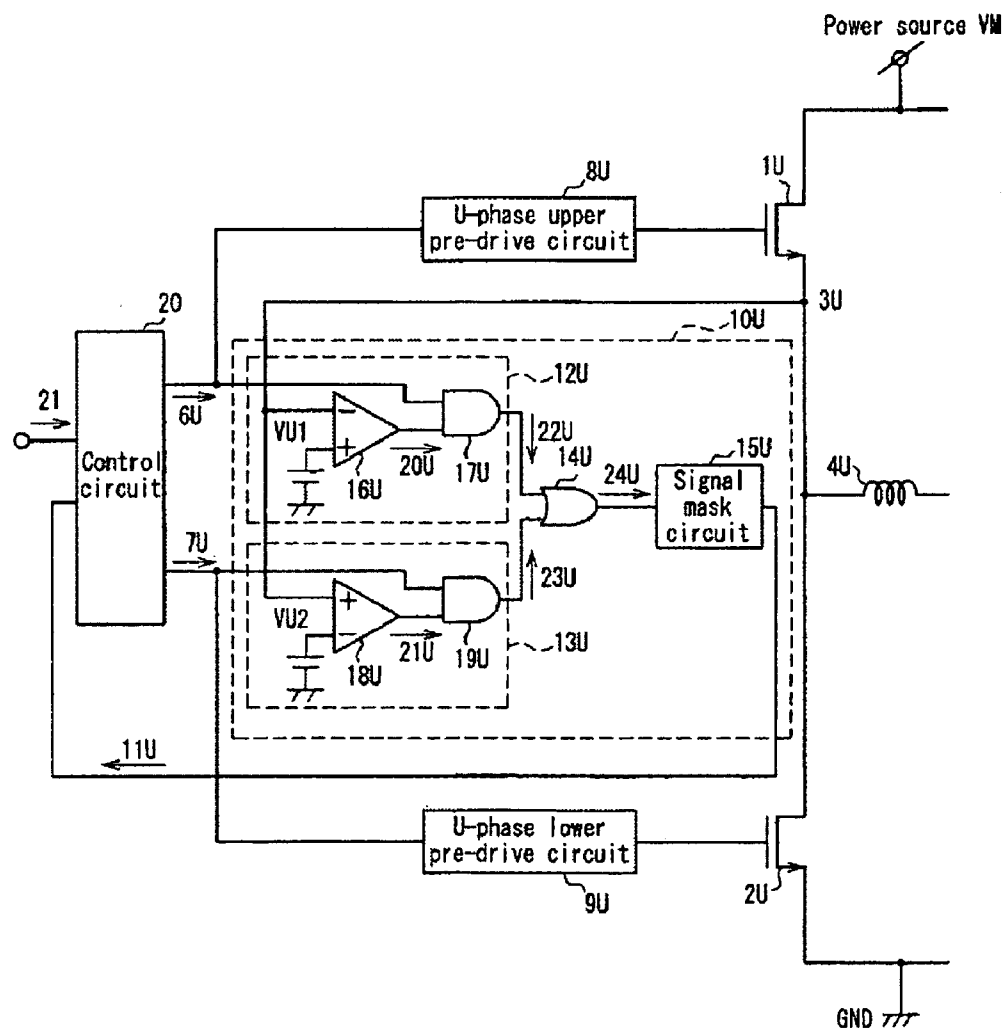 Power source VM
1U
8U
U-phase upper
pre-drive circuit
3U
20
10U
12U
21
6U
VU1
20U
17U
22U
14U
24U
15U
Signal
mask
circuit
4U
Control
circuit
16U
7U
23U
VU2
21U
19U
13U
18U
11U
U-phase lower
pre-drive circuit
9U
2U
GND